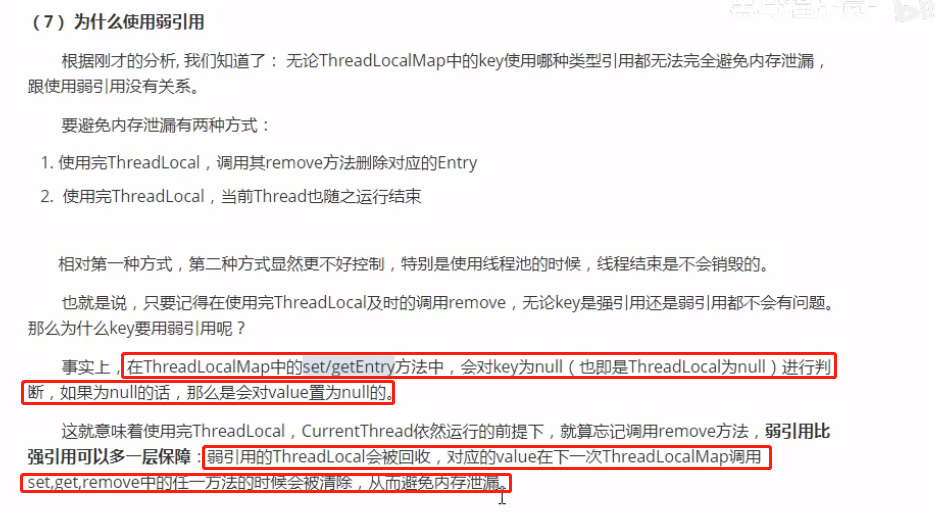 （7）为什么使用弱引用
根据刚才的分析, 我们知道了： 无论ThreadLocalMap中的key使用哪种类型引用都无法完全避免内存泄漏，
跟使用弱引用没有关系。
要避免内存泄漏有两种方式：
1. 使用完ThreadLocal，调用其remove方法删除对应的Entry
2. 使用完ThreadLocal，当前Thread也随之运行结束
相对第一种方式，第二种方式显然更不好控制，特别是使用线程池的时候，线程结束是不会销毁的。
也就是说，只要记得在使用完ThreadLocal及时的调用remove，无论key是强引用还是弱引用都不会有问题。
那么为什么key要用弱引用呢？
事实上，在ThreadLocalMap中的set/getEntry方法中，会对key为null（也即是ThreadLocal为null）进行判
断，如果为null的话，那么是会对value置为null的。
这就意味着使用完ThreadLocal，CurrentThread依然运行的前提下，就算忘记调用remove方法，弱引用比
强引用可以多一层保障：弱引用的ThreadLocal会被回收，对应的value在下一次ThreadLocalMap调用
set,get,remove中的任一方法的时候会被清除，从而避免内存泄漏。